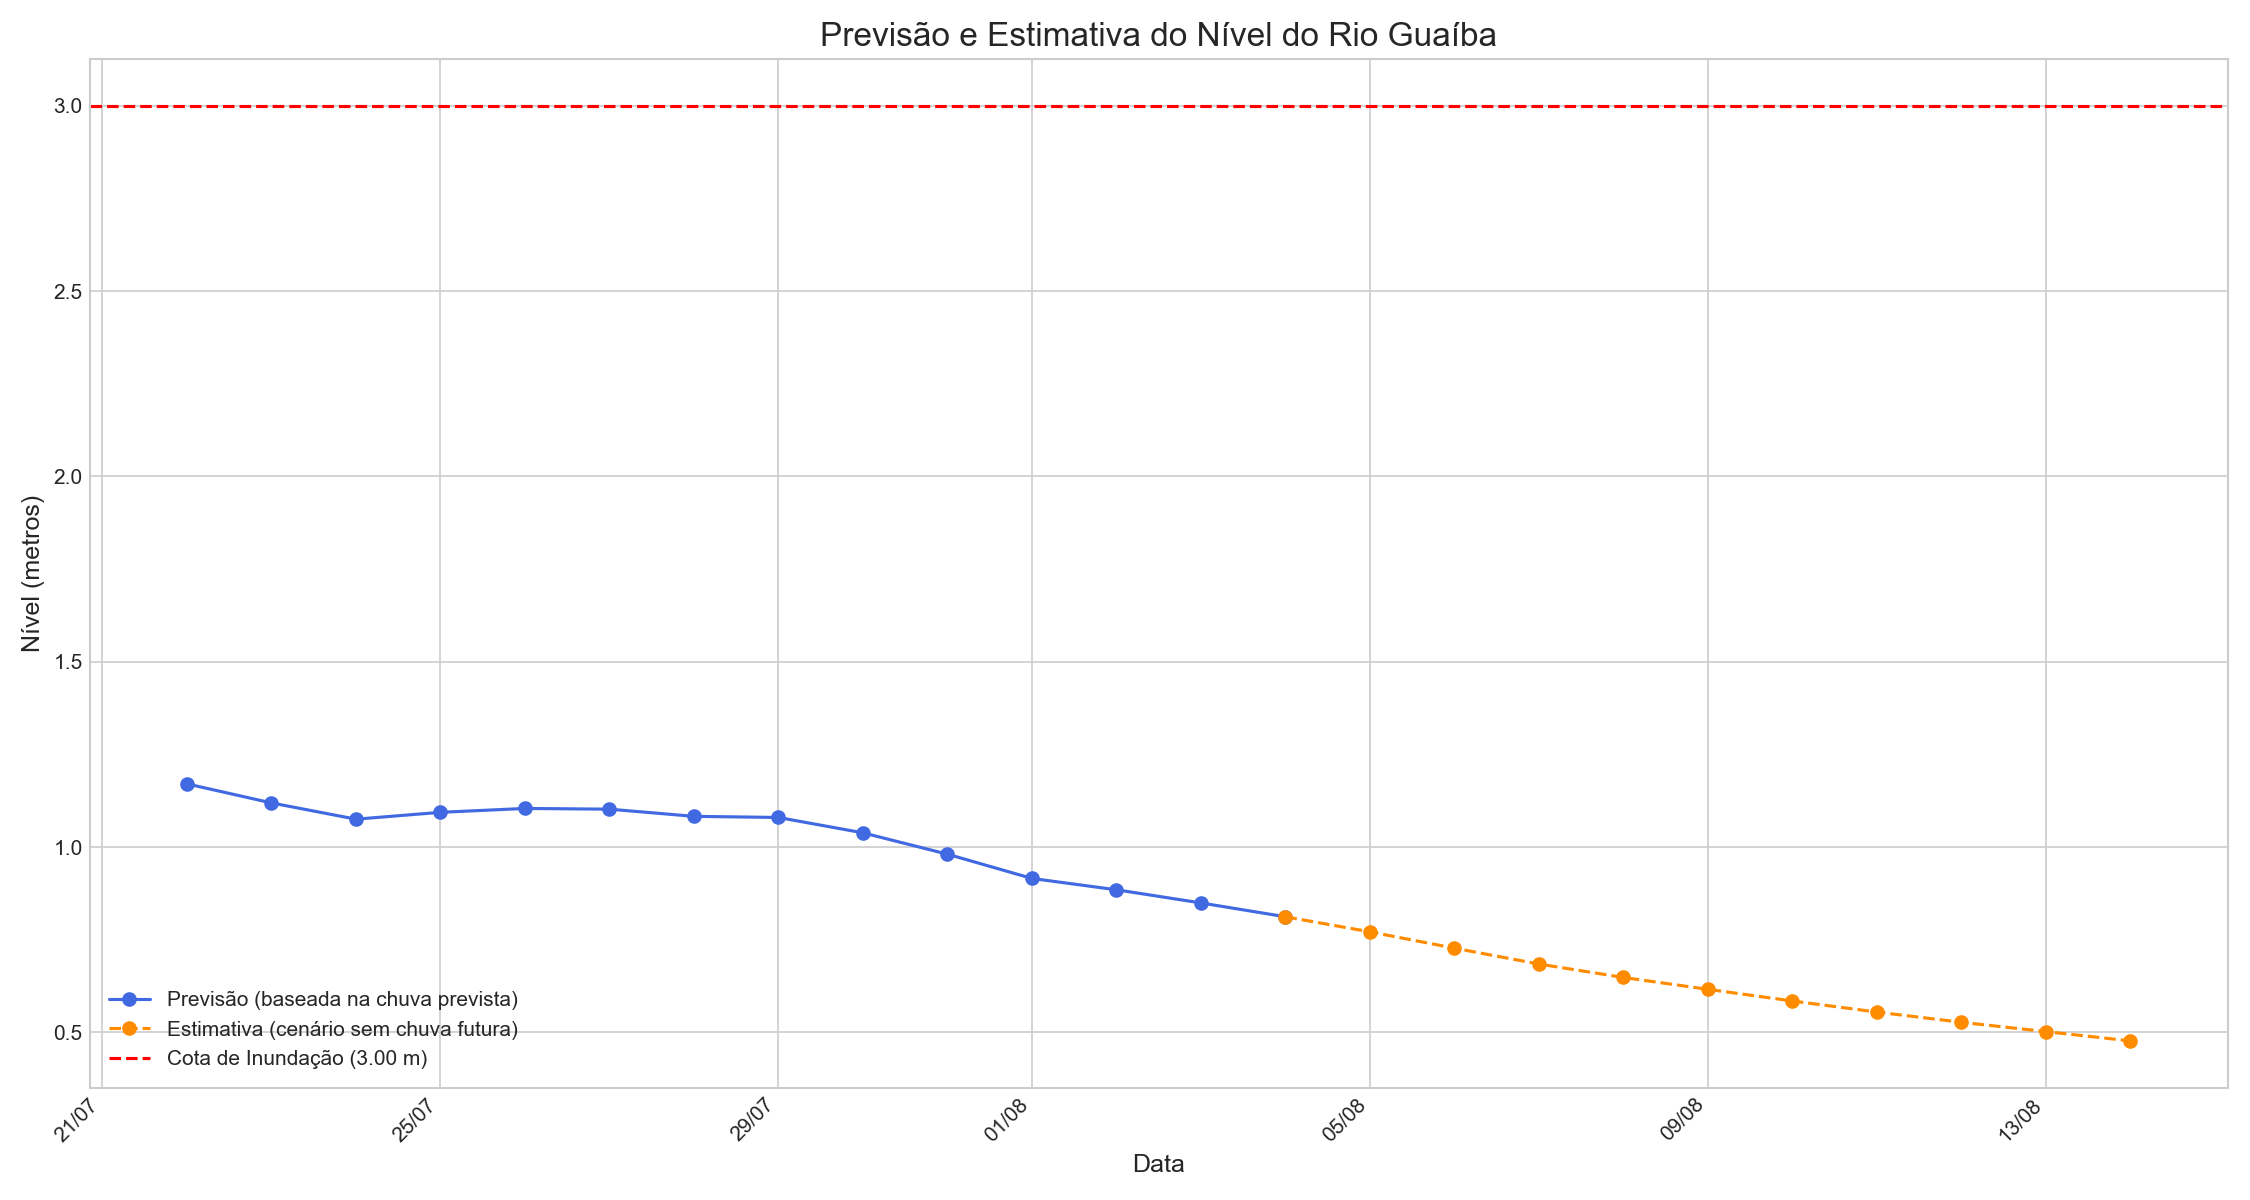 Previsão e Estimativa do Nível do Rio Guaíba
Nível (metros)
3.0
2.5
2.0
1.5
1.0
0.5
Previsão (baseada na chuva prevista)
Estimativa (cenário sem chuva futura)
Cota de Inundação (3.00 m)
21/07
25/07
29/07
01/08
05/08
09/08
13/08
Data